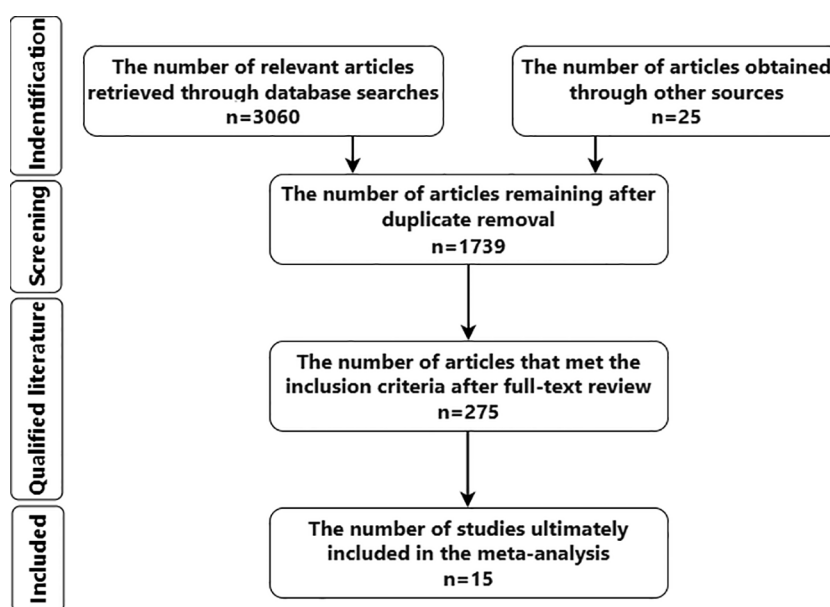 Indentification
The number of relevant articles
retrieved through database searches
n=3060
The number of articles obtained
through other sources
n=25
Screening
The number of articles remaining after
duplicate removal
n=1739
Qualified literature
The number of articles that met the
inclusion criteria after full-text review
n=275
Included
The number of studies ultimately
included in the meta-analysis
n=15